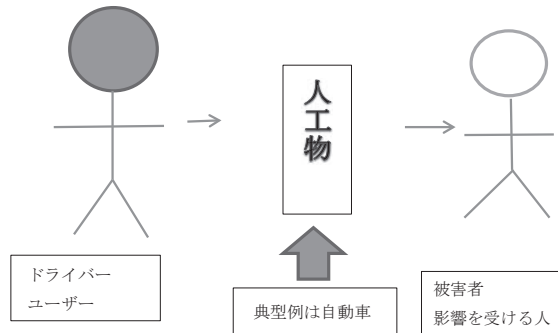 人工物
ドライバー
ユーザー
典型例は自動車
被害者
影響を受ける人